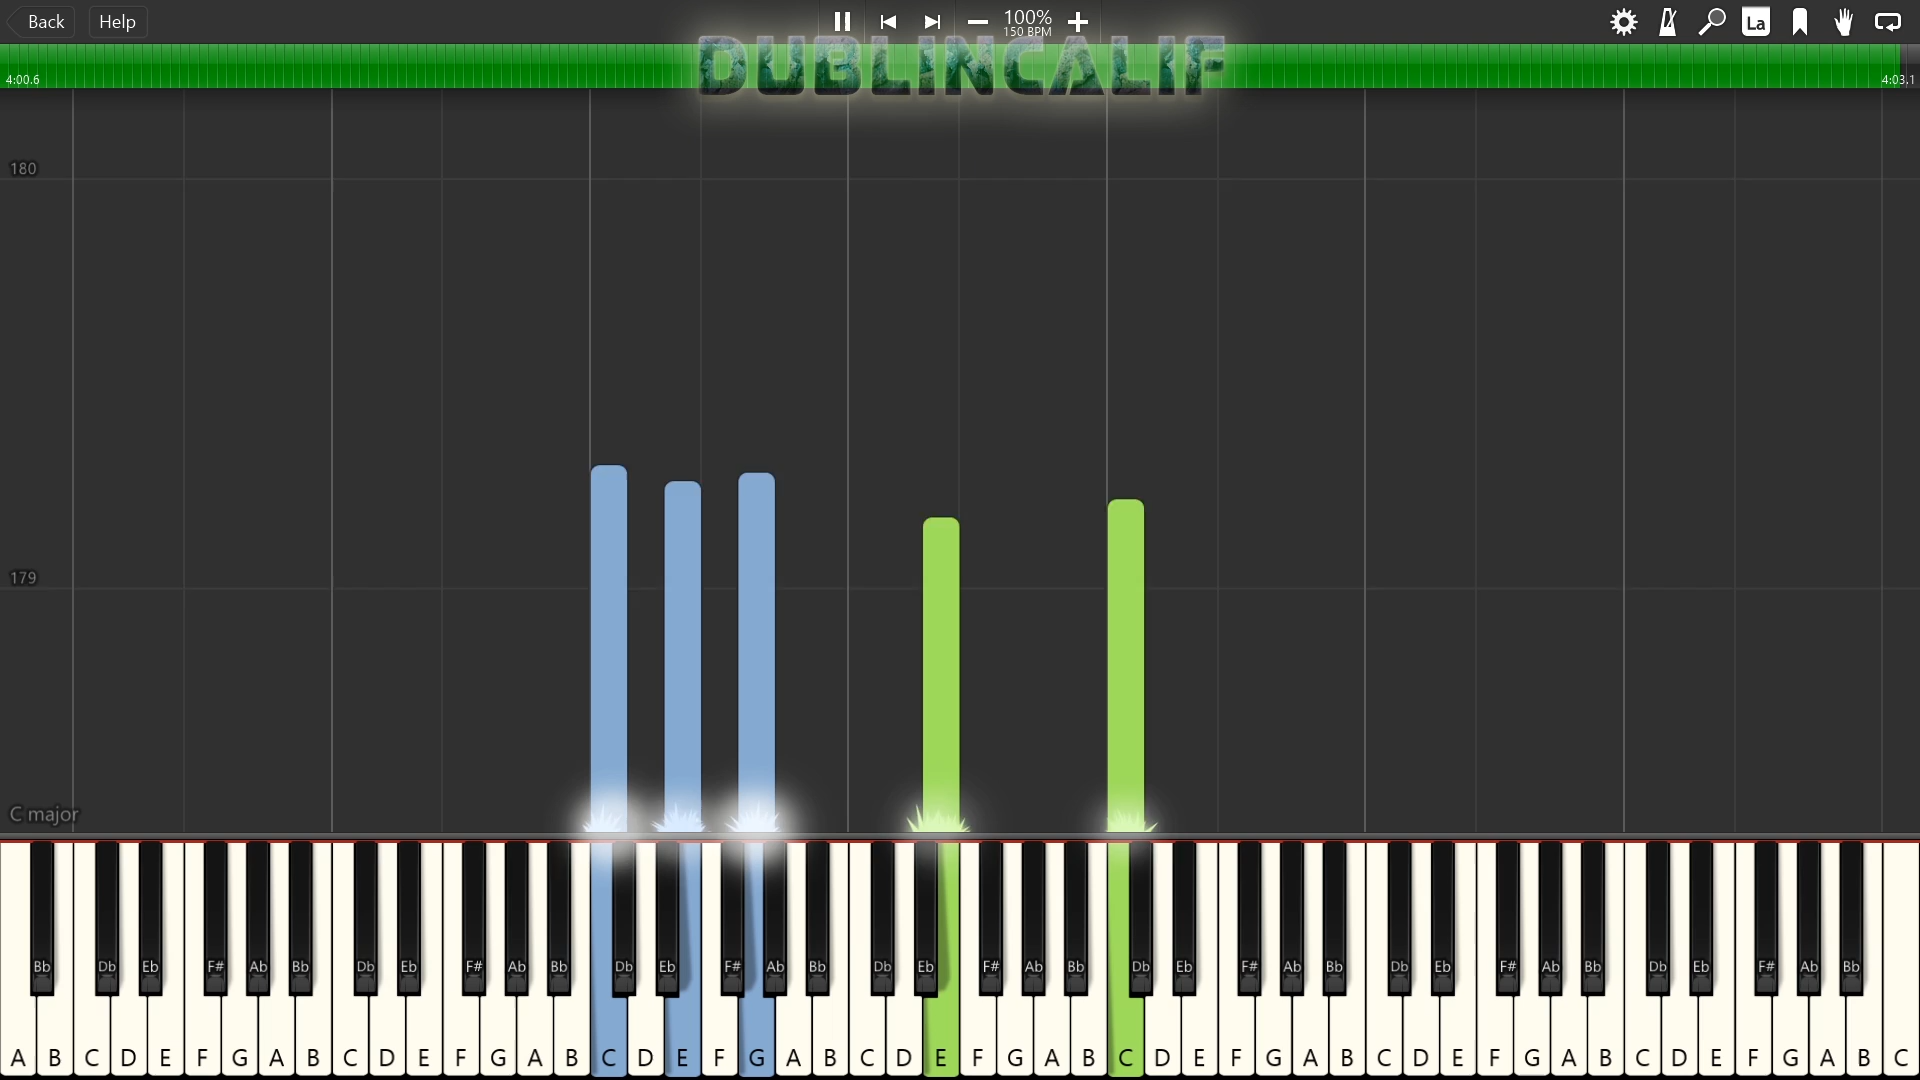 Back Help 100%
150 BPM
La
DUBLINCALIF
4:00.6 4:03.1
180
179
C major
Bb Db Eb F# Ab Bb Db Eb F# Ab Bb Db Eb F# Ab Bb Db Eb F# Ab Bb Db Eb F# Ab Bb Db Eb F# Ab Bb Db Eb F# Ab Bb
A B C D E F G A B C D E F G A B C D E F G A B C D E F G A B C D E F G A B C D E F G A B C D E F G A B C